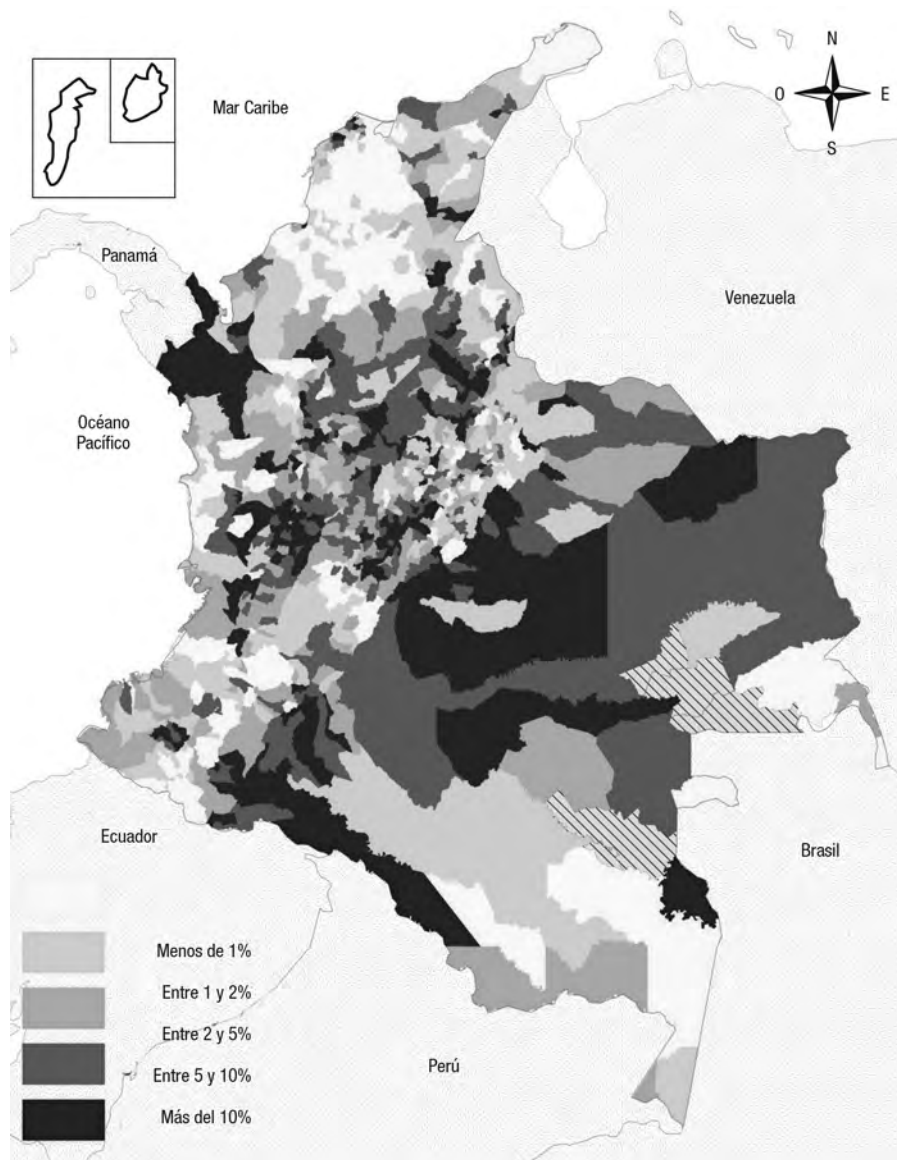 N
O
E
S
Mar Caribe
Panamá
Venezuela
Océano
Pacífico
Ecuador
Brasil
Perú
Menos de 1%
Entre 1 y 2%
Entre 2 y 5%
Entre 5 y 10%
Más del 10%